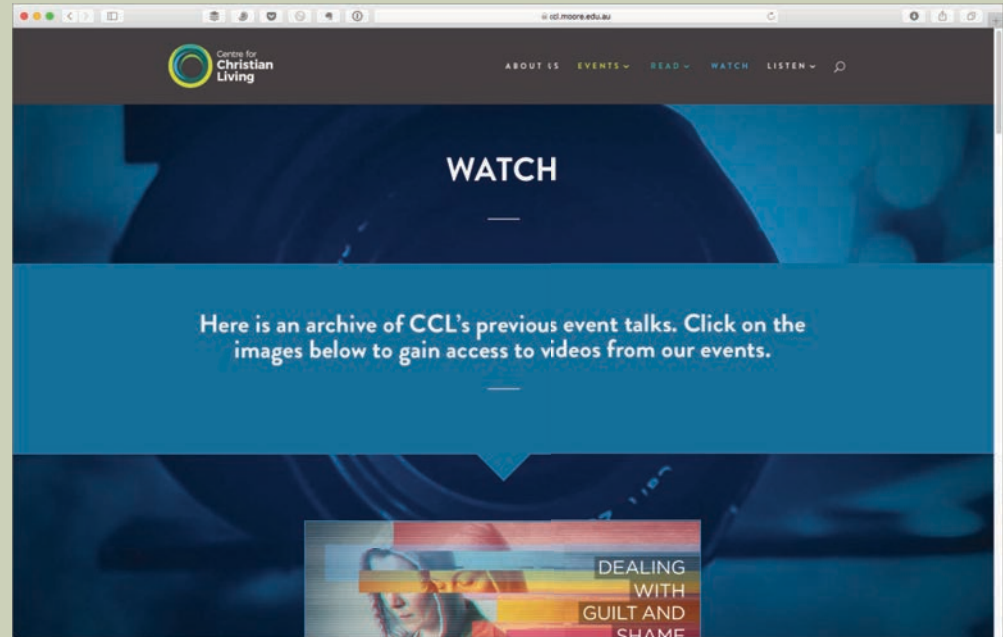 ccl.moore.edu.au
Centre for
Christian
Living
ABOUT US EVENTS READ WATCH LISTEN
WATCH
Here is an archive of CCL's previous event talks. Click on the
images below to gain access to videos from our events.
DEALING
WITH
GUILT AND
SHAME